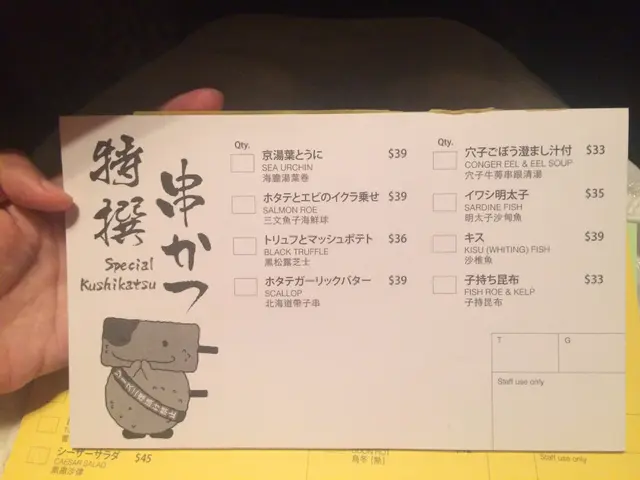 特撰
串かつ
Special
Kushikatsu
Qty.
京湯葉とうに $39
SEA URCHIN
海膽湯葉巻
ホタテとエビのイクラ乗せ $39
SALMON ROE
三文魚子海鮮球
トリュフとマッシュポテト $36
BLACK TRUFFLE
黒松露芝士
ホタテガーリックバター $39
SCALLOP
北海道帶子串
Qty.
穴子ごぼう澄まし汁付 $33
CONGER EEL & EEL SOUP
穴子牛蒡串跟清湯
イワシ明太子 $35
SARDINE FISH
明太子沙甸魚
キス $39
KISU (WHITING) FISH
沙鮻魚
子持ち昆布 $33
FISH ROE & KELP
子持昆布
T G
Staff use only
シーザーサラダ $45
CAESAR SALAD
Staff use only